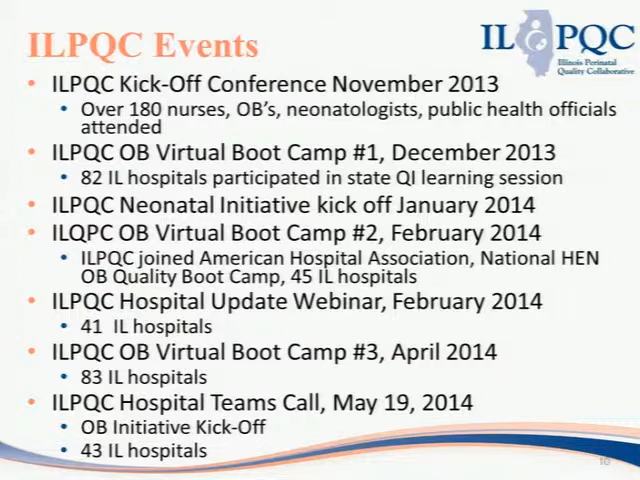 ILPQC Events
IL PQC
Illinois Perinatal
Quality Collaborative
• ILPQC Kick-Off Conference November 2013
• Over 180 nurses, OB's, neonatologists, public health officials
attended
• ILPQC OB Virtual Boot Camp #1, December 2013
• 82 IL hospitals participated in state QI learning session
• ILPQC Neonatal Initiative kick off January 2014
• ILQPC OB Virtual Boot Camp #2, February 2014
• ILPQC joined American Hospital Association, National HEN
OB Quality Boot Camp, 45 IL hospitals
• ILPQC Hospital Update Webinar, February 2014
• 41 IL hospitals
• ILPQC OB Virtual Boot Camp #3, April 2014
• 83 IL hospitals
• ILPQC Hospital Teams Call, May 19, 2014
• OB Initiative Kick-Off
• 43 IL hospitals